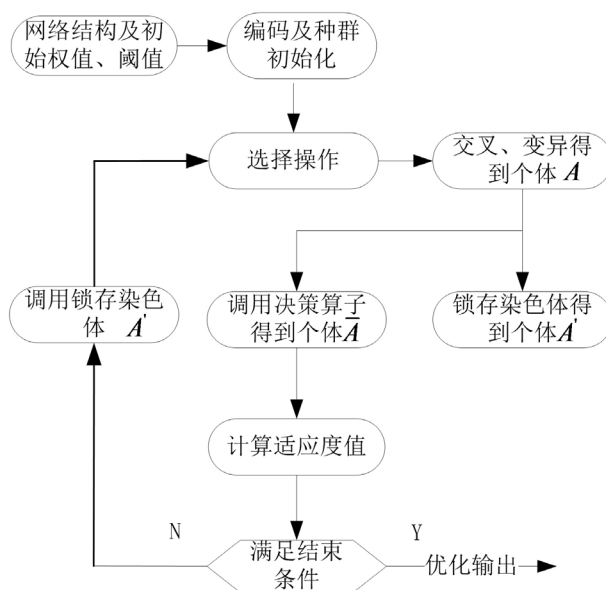 网络结构及初
始权值、阈值
编码及种群
初始化
选择操作
交叉、变异得
到个体 A
调用锁存染色
体 A'
调用决策算子
得到个体A̅
锁存染色体得
到个体A'
计算适应度值
N
满足结束
条件
Y
优化输出